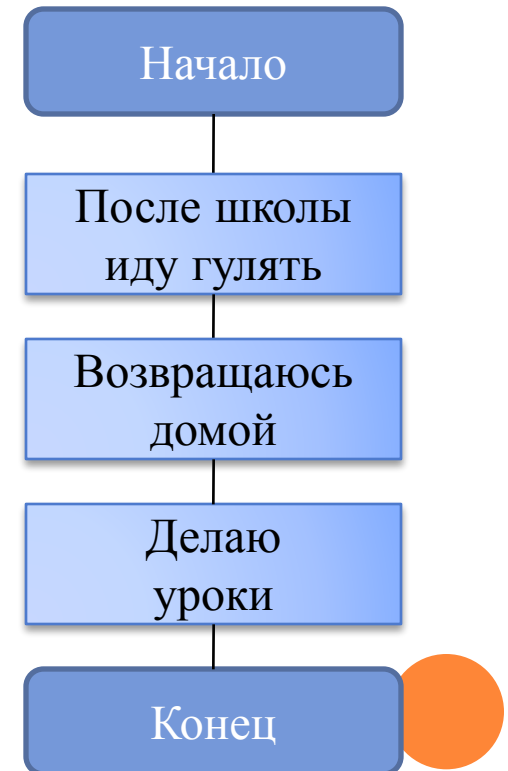 Начало
После школы
иду гулять
Возвращаюсь
домой
Делаю
уроки
Конец